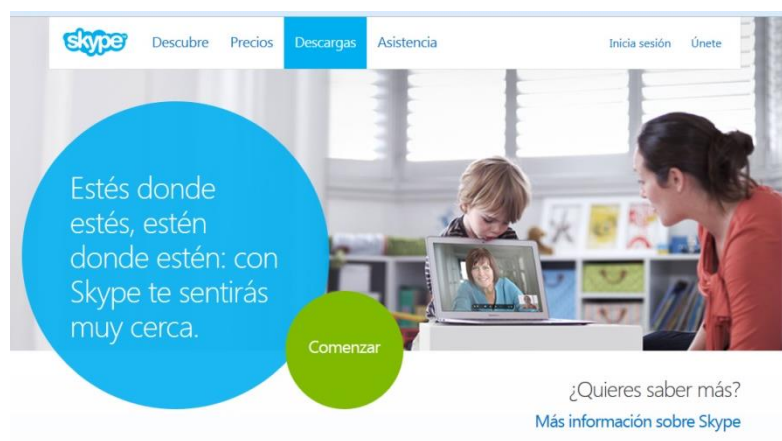 skype Descubre Precios Descargas Asistencia Inicia sesión Únete
Estés donde
estés, estén
donde estén: con
Skype te sentirás
muy cerca.
Comenzar
¿Quieres saber más?
Más información sobre Skype